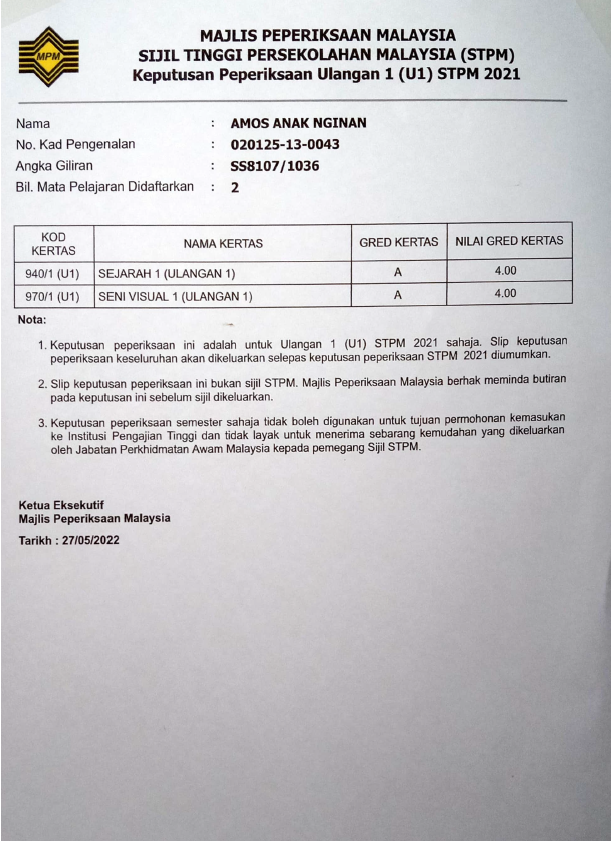 MPM
MAJLIS PEPERIKSAAN MALAYSIA
SIJIL TINGGI PERSEKOLAHAN MALAYSIA (STPM)
Keputusan Peperiksaan Ulangan 1 (U1) STPM 2021
Nama : AMOS ANAK NGINAN
No. Kad Pengenalan : 020125-13-0043
Angka Giliran : SS8107/1036
Bil. Mata Pelajaran Didaftarkan : 2
KOD KERTAS NAMA KERTAS GRED KERTAS NILAI GRED KERTAS
940/1 (U1) SEJARAH 1 (ULANGAN 1) A 4.00
970/1 (U1) SENI VISUAL 1 (ULANGAN 1) A 4.00
Nota:
1. Keputusan peperiksaan ini adalah untuk Ulangan 1 (U1) STPM 2021 sahaja. Slip keputusan
peperiksaan keseluruhan akan dikeluarkan selepas keputusan peperiksaan STPM 2021 diumumkan.
2. Slip keputusan peperiksaan ini bukan sijil STPM. Majlis Peperiksaan Malaysia berhak meminda butiran
pada keputusan ini sebelum sijil dikeluarkan.
3. Keputusan peperiksaan semester sahaja tidak boleh digunakan untuk tujuan permohonan kemasukan
ke Institusi Pengajian Tinggi dan tidak layak untuk menerima sebarang kemudahan yang dikeluarkan
oleh Jabatan Perkhidmatan Awam Malaysia kepada pemegang Sijil STPM.
Ketua Eksekutif
Majlis Peperiksaan Malaysia
Tarikh : 27/05/2022